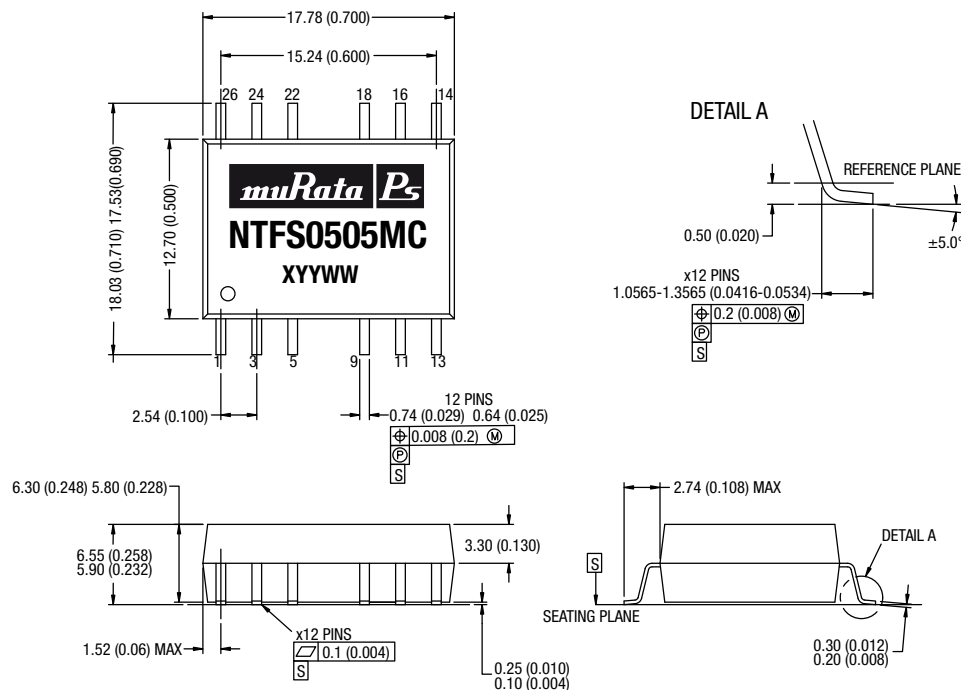 17.78 (0.700)
15.24 (0.600)
26 24 22 18 16 14
18.03 (0.710) 17.53(0.690)
12.70 (0.500)
muRata Ps
NTFS0505MC
XYYWW
1 3 5 9 11 13
2.54 (0.100)
12 PINS
0.74 (0.029) 0.64 (0.025)
⌖ 0.008 (0.2) Ⓜ
Ⓟ
S
DETAIL A
REFERENCE PLANE
0.50 (0.020)
±5.0°
x12 PINS
1.0565-1.3565 (0.0416-0.0534)
⌖ 0.2 (0.008) Ⓜ
Ⓟ
S
6.30 (0.248) 5.80 (0.228)
6.55 (0.258)
5.90 (0.232)
3.30 (0.130)
1.52 (0.06) MAX
x12 PINS
⏥ 0.1 (0.004)
S
0.25 (0.010)
0.10 (0.004)
2.74 (0.108) MAX
DETAIL A
S
SEATING PLANE
0.30 (0.012)
0.20 (0.008)